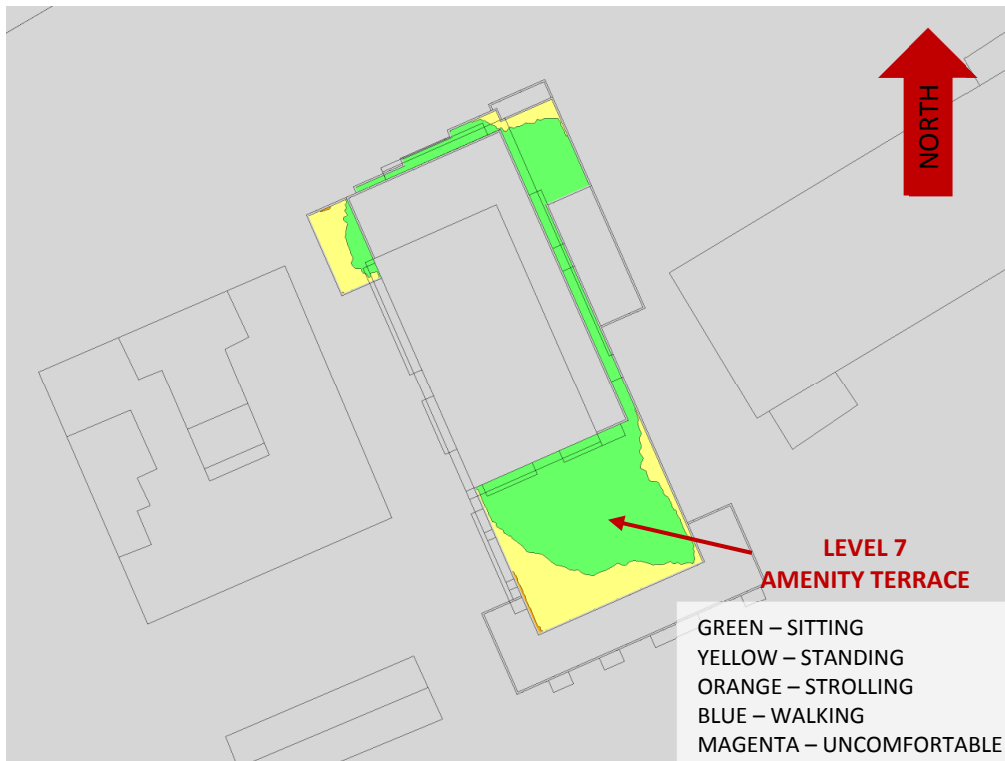 NORTH
LEVEL 7
AMENITY TERRACE
GREEN – SITTING
YELLOW – STANDING
ORANGE – STROLLING
BLUE – WALKING
MAGENTA – UNCOMFORTABLE